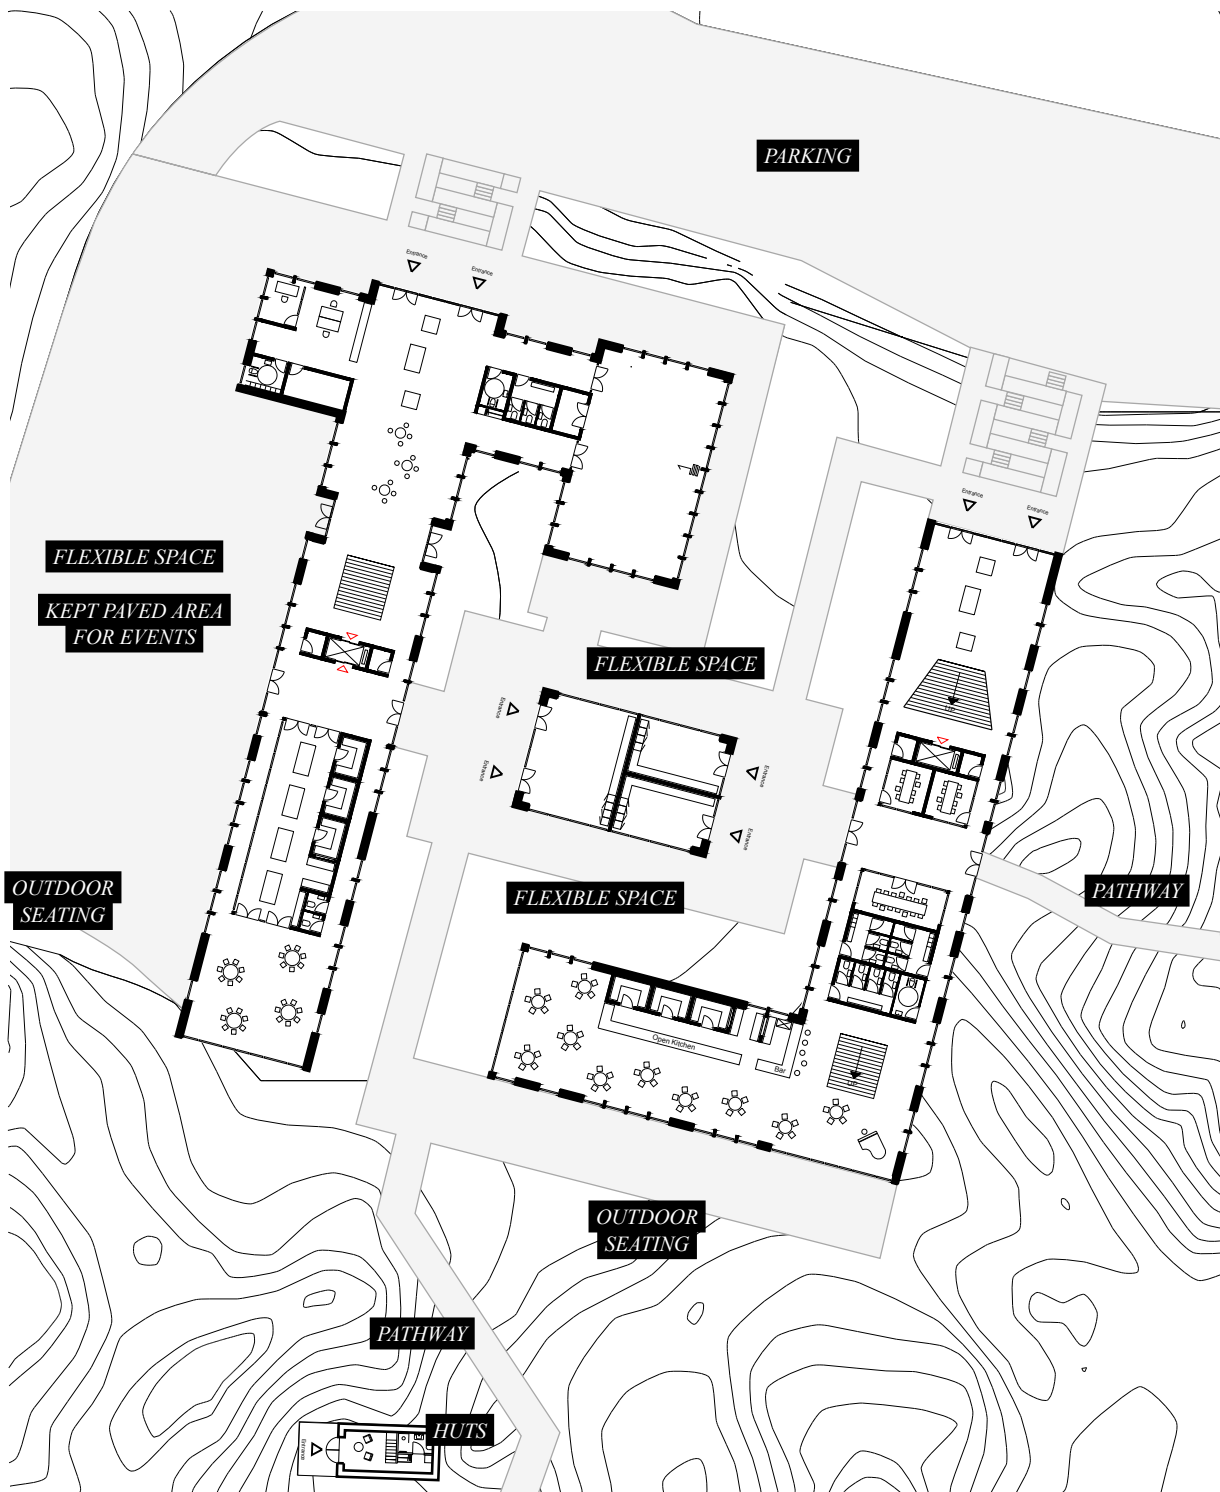 PARKING
Entrance
Entrance
Entrance
Entrance
FLEXIBLE SPACE
KEPT PAVED AREA
FOR EVENTS
FLEXIBLE SPACE
Entrance
Entrance
Entrance
Entrance
OUTDOOR
SEATING
FLEXIBLE SPACE
PATHWAY
Open Kitchen
Bar
OUTDOOR
SEATING
PATHWAY
HUTS
Entrance